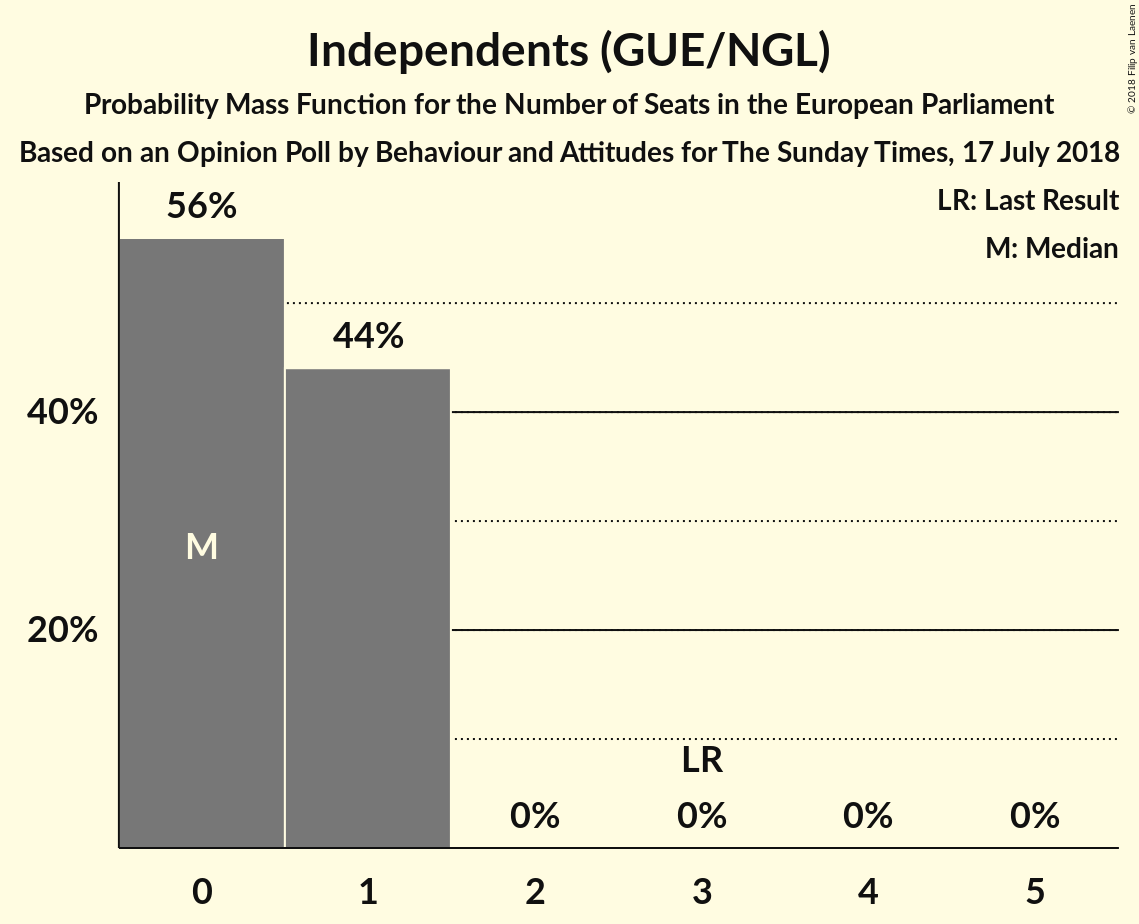 Independents (GUE/NGL)
Probability Mass Function for the Number of Seats in the European Parliament
Based on an Opinion Poll by Behaviour and Attitudes for The Sunday Times, 17 July 2018
© 2018 Filip van Laenen
LR: Last Result
M: Median
56%
44%
40%
M
20%
LR
0%
0%
0%
0%
0
1
2
3
4
5